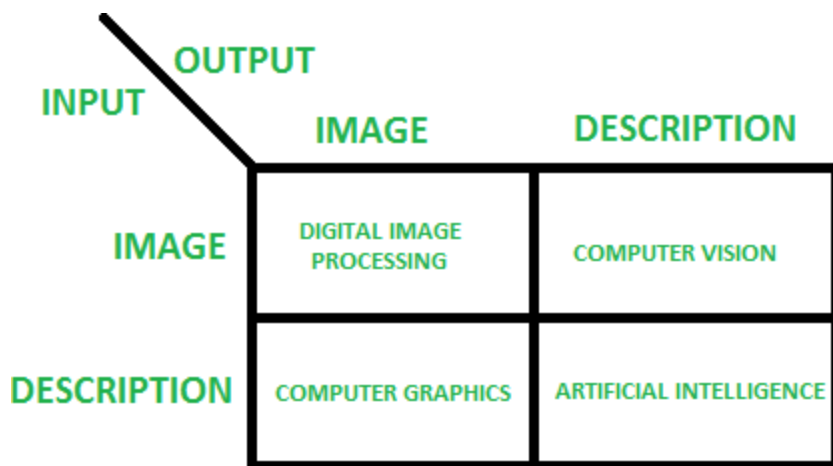 OUTPUT
INPUT
IMAGE DESCRIPTION
IMAGE
DIGITAL IMAGE
PROCESSING
COMPUTER VISION
DESCRIPTION
COMPUTER GRAPHICS
ARTIFICIAL INTELLIGENCE